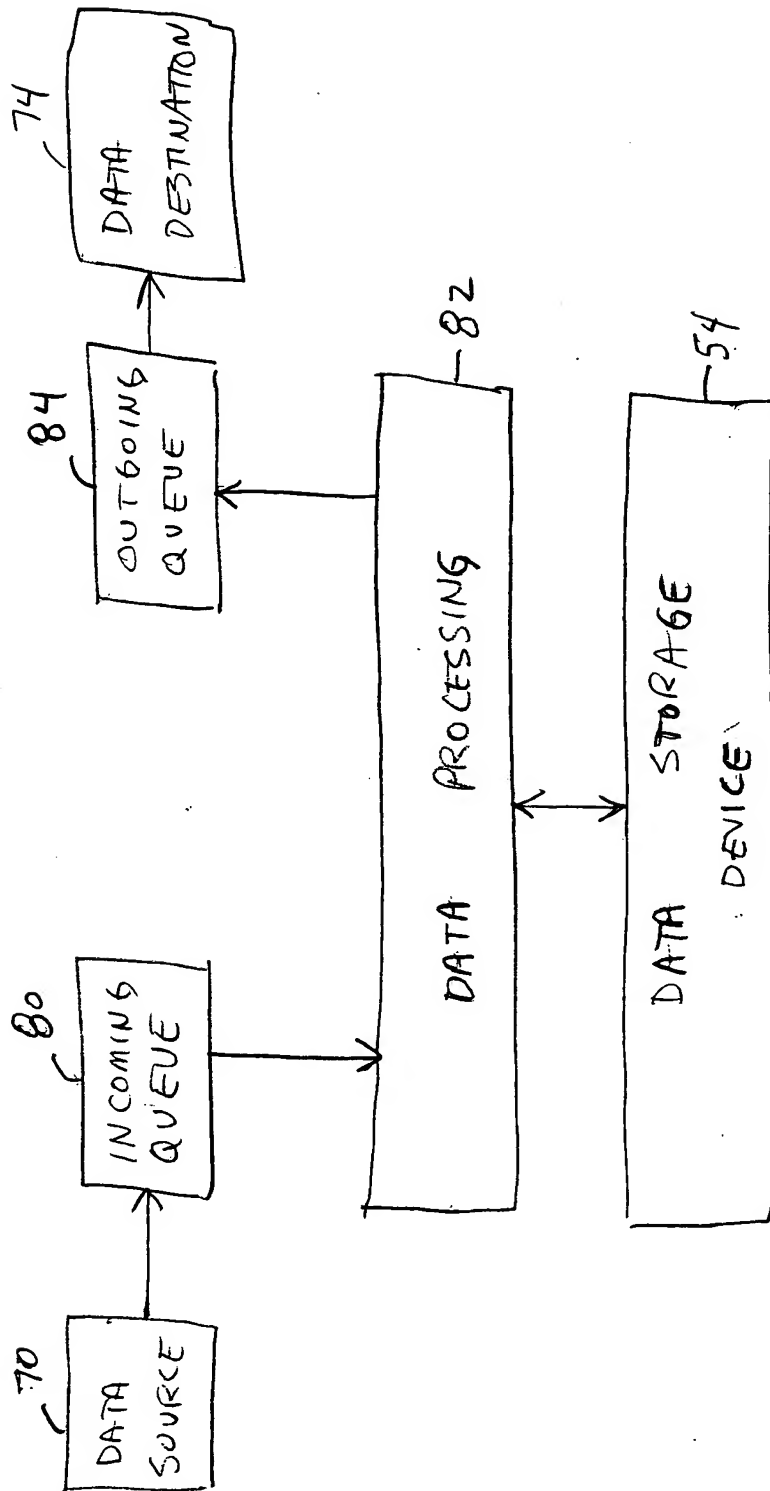 70
DATA
SOURCE
80
INCOMING
QUEUE
84
OUTGOING
QUEUE
74
DATA
DESTINATION
82
DATA PROCESSING
54
DATA STORAGE
DEVICE